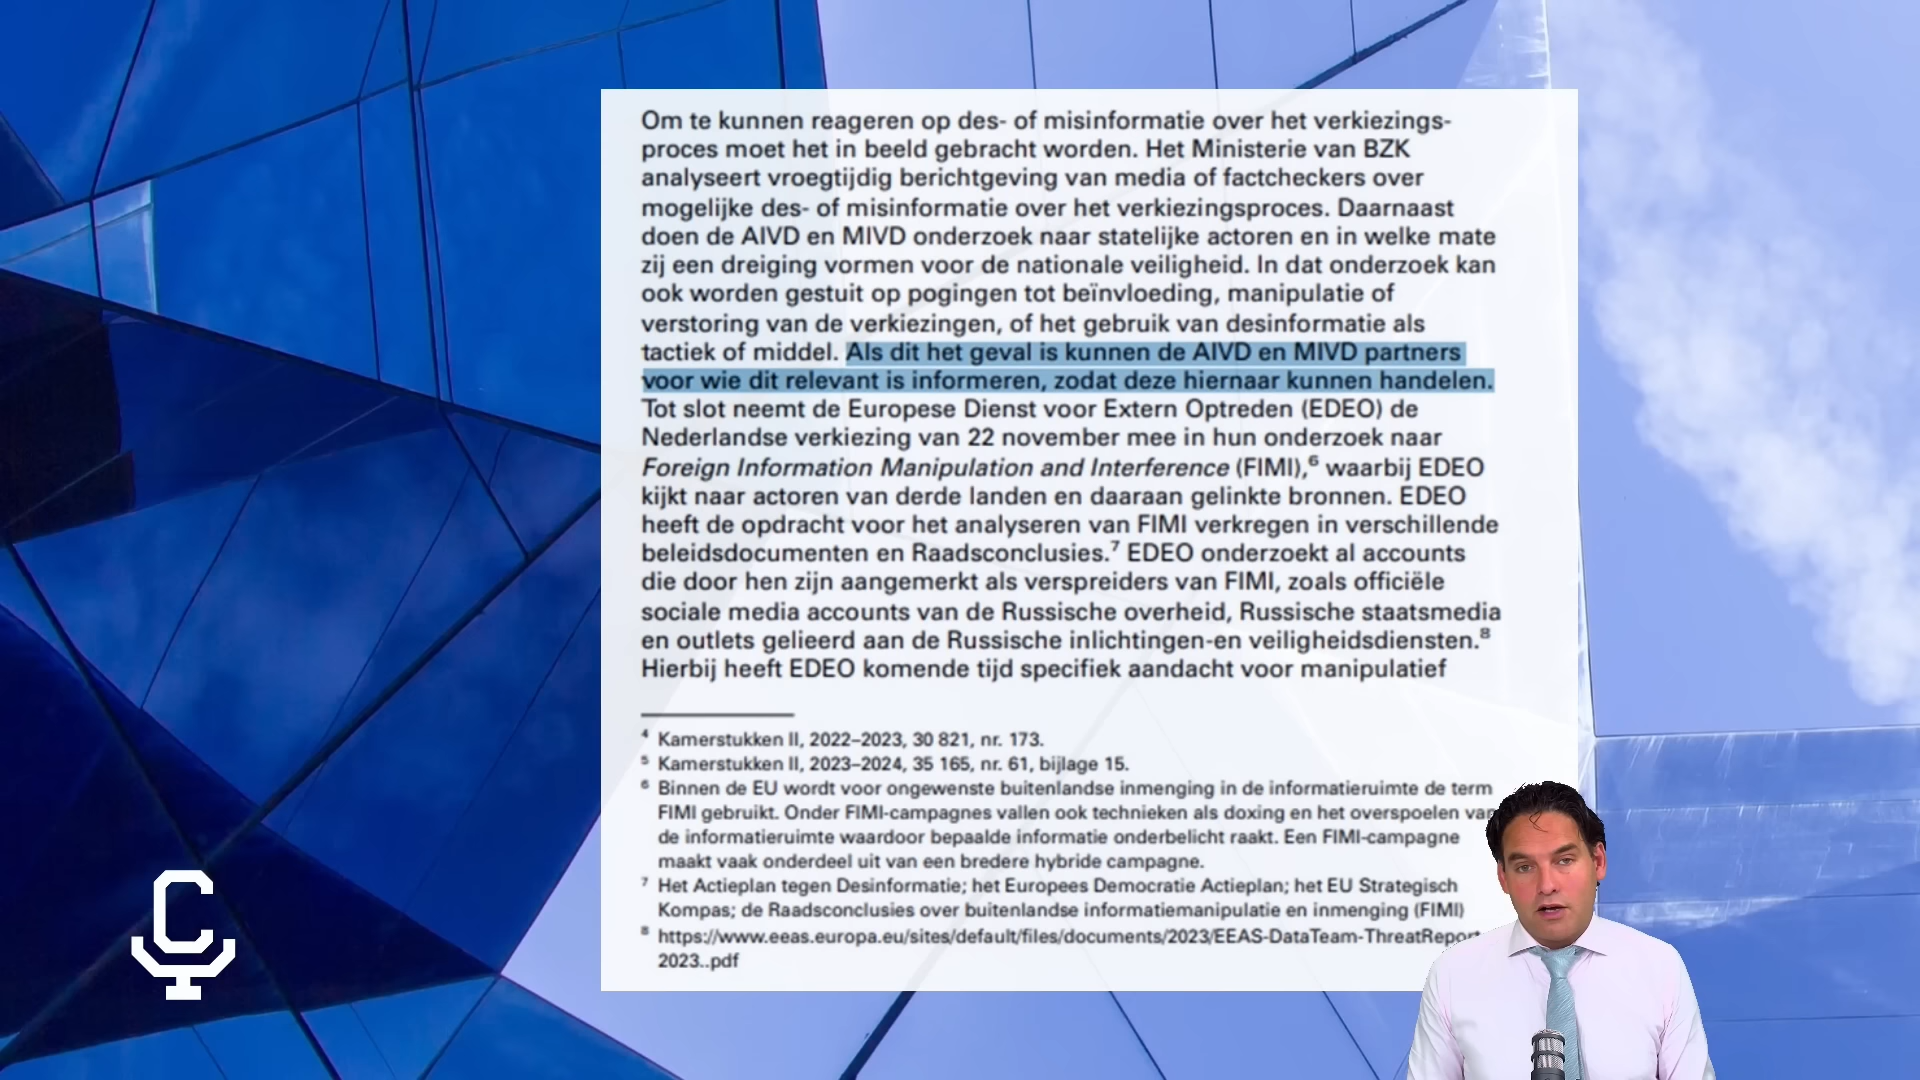 Om te kunnen reageren op des- of misinformatie over het verkiezings-
proces moet het in beeld gebracht worden. Het Ministerie van BZK
analyseert vroegtijdig berichtgeving van media of factcheckers over
mogelijke des- of misinformatie over het verkiezingsproces. Daarnaast
doen de AIVD en MIVD onderzoek naar statelijke actoren en in welke mate
zij een dreiging vormen voor de nationale veiligheid. In dat onderzoek kan
ook worden gestuit op pogingen tot beïnvloeding, manipulatie of
verstoring van de verkiezingen, of het gebruik van desinformatie als
tactiek of middel. Als dit het geval is kunnen de AIVD en MIVD partners
voor wie dit relevant is informeren, zodat deze hiernaar kunnen handelen.
Tot slot neemt de Europese Dienst voor Extern Optreden (EDEO) de
Nederlandse verkiezing van 22 november mee in hun onderzoek naar
Foreign Information Manipulation and Interference (FIMI),⁶ waarbij EDEO
kijkt naar actoren van derde landen en daaraan gelinkte bronnen. EDEO
heeft de opdracht voor het analyseren van FIMI verkregen in verschillende
beleidsdocumenten en Raadsconclusies.⁷ EDEO onderzoekt al accounts
die door hen zijn aangemerkt als verspreiders van FIMI, zoals officiële
sociale media accounts van de Russische overheid, Russische staatsmedia
en outlets gelieerd aan de Russische inlichtingen-en veiligheidsdiensten.⁸
Hierbij heeft EDEO komende tijd specifiek aandacht voor manipulatief
⁴ Kamerstukken II, 2022–2023, 30 821, nr. 173.
⁵ Kamerstukken II, 2023–2024, 35 165, nr. 61, bijlage 15.
⁶ Binnen de EU wordt voor ongewenste buitenlandse inmenging in de informatieruimte de term
FIMI gebruikt. Onder FIMI-campagnes vallen ook technieken als doxing en het overspoelen van
de informatieruimte waardoor bepaalde informatie onderbelicht raakt. Een FIMI-campagne
maakt vaak onderdeel uit van een bredere hybride campagne.
⁷ Het Actieplan tegen Desinformatie; het Europees Democratie Actieplan; het EU Strategisch
Kompas; de Raadsconclusies over buitenlandse informatiemanipulatie en inmenging (FIMI)
⁸ https://www.eeas.europa.eu/sites/default/files/documents/2023/EEAS-DataTeam-ThreatReport
2023..pdf